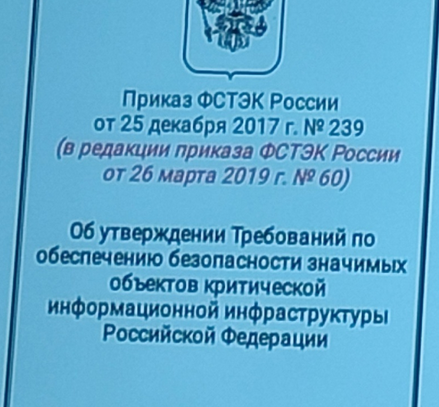 Приказ ФСТЭК России
от 25 декабря 2017 г. № 239
(в редакции приказа ФСТЭК России
от 26 марта 2019 г. № 60)
Об утверждении Требований по
обеспечению безопасности значимых
объектов критической
информационной инфраструктуры
Российской Федерации